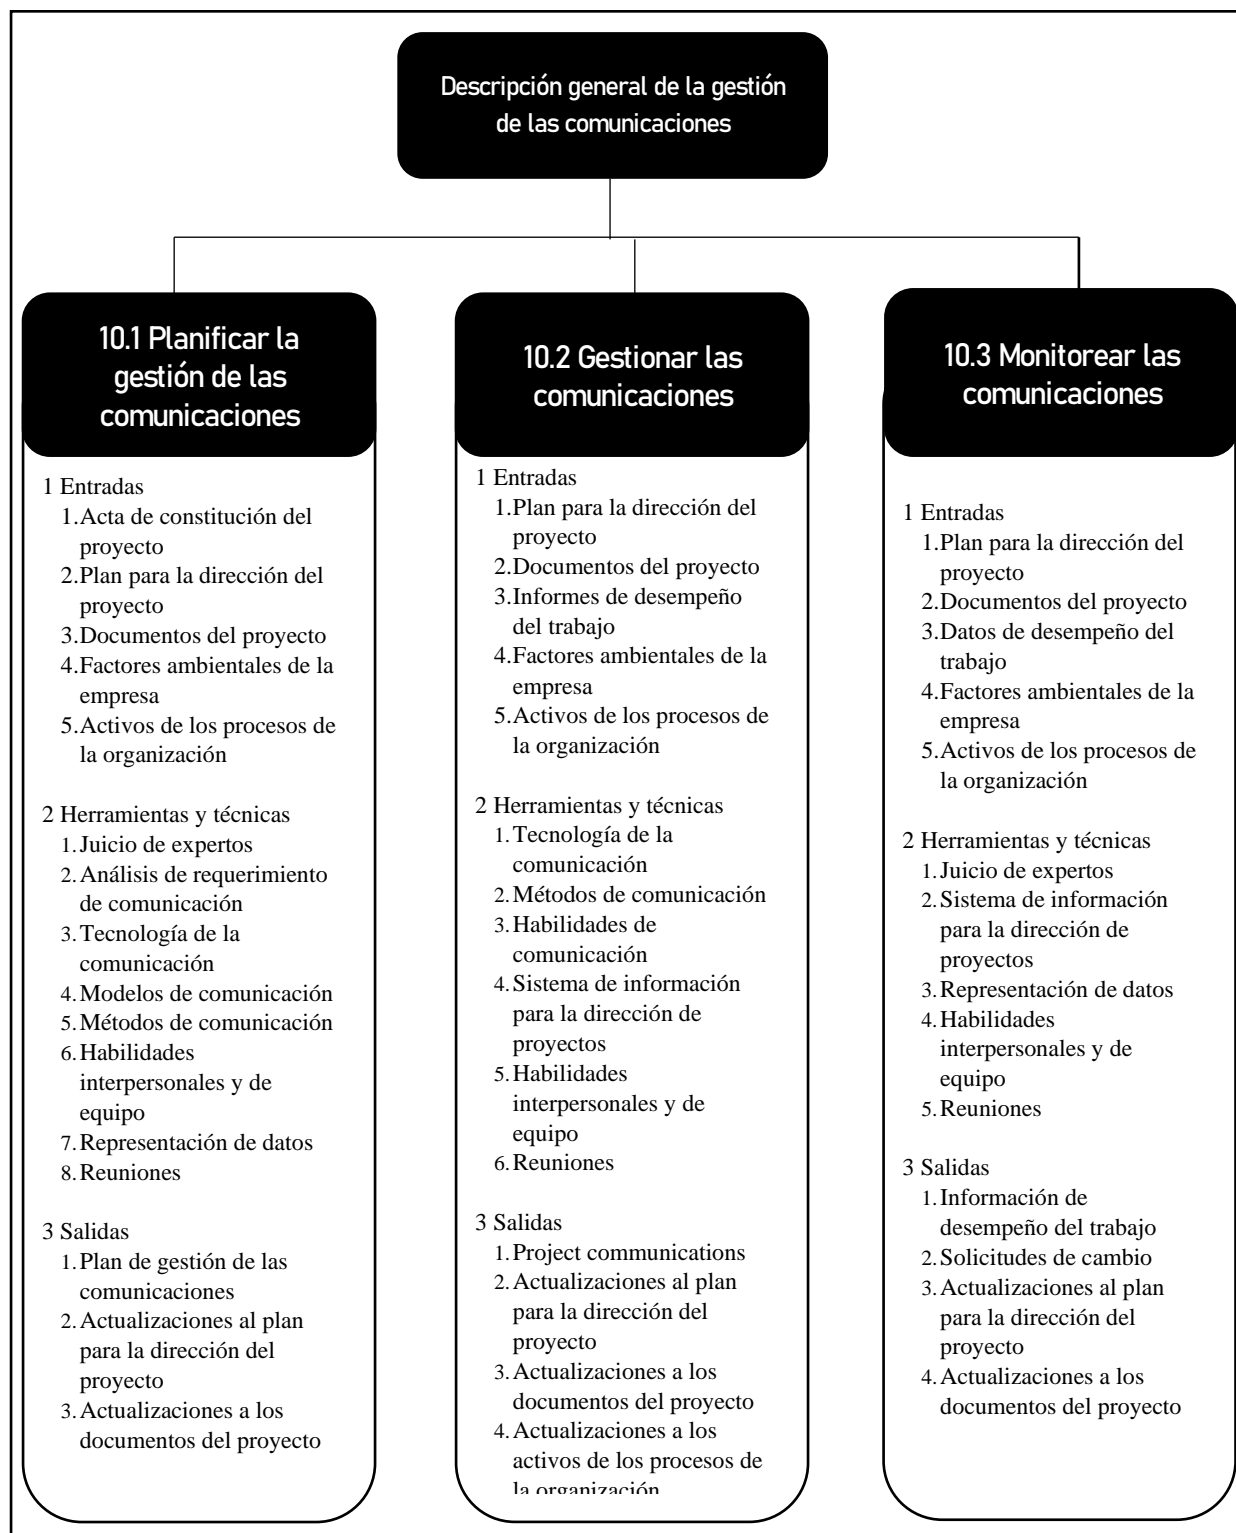 Descripción general de la gestión
de las comunicaciones
10.1 Planificar la
gestión de las
comunicaciones
1 Entradas
1. Acta de constitución del
proyecto
2. Plan para la dirección del
proyecto
3. Documentos del proyecto
4. Factores ambientales de la
empresa
5. Activos de los procesos de
la organización
2 Herramientas y técnicas
1. Juicio de expertos
2. Análisis de requerimiento
de comunicación
3. Tecnología de la
comunicación
4. Modelos de comunicación
5. Métodos de comunicación
6. Habilidades
interpersonales y de
equipo
7. Representación de datos
8. Reuniones
3 Salidas
1. Plan de gestión de las
comunicaciones
2. Actualizaciones al plan
para la dirección del
proyecto
3. Actualizaciones a los
documentos del proyecto
10.2 Gestionar las
comunicaciones
1 Entradas
1. Plan para la dirección del
proyecto
2. Documentos del proyecto
3. Informes de desempeño
del trabajo
4. Factores ambientales de la
empresa
5. Activos de los procesos de
la organización
2 Herramientas y técnicas
1. Tecnología de la
comunicación
2. Métodos de comunicación
3. Habilidades de
comunicación
4. Sistema de información
para la dirección de
proyectos
5. Habilidades
interpersonales y de
equipo
6. Reuniones
3 Salidas
1. Project communications
2. Actualizaciones al plan
para la dirección del
proyecto
3. Actualizaciones a los
documentos del proyecto
4. Actualizaciones a los
activos de los procesos de
la organización
10.3 Monitorear las
comunicaciones
1 Entradas
1. Plan para la dirección del
proyecto
2. Documentos del proyecto
3. Datos de desempeño del
trabajo
4. Factores ambientales de la
empresa
5. Activos de los procesos de
la organización
2 Herramientas y técnicas
1. Juicio de expertos
2. Sistema de información
para la dirección de
proyectos
3. Representación de datos
4. Habilidades
interpersonales y de
equipo
5. Reuniones
3 Salidas
1. Información de
desempeño del trabajo
2. Solicitudes de cambio
3. Actualizaciones al plan
para la dirección del
proyecto
4. Actualizaciones a los
documentos del proyecto